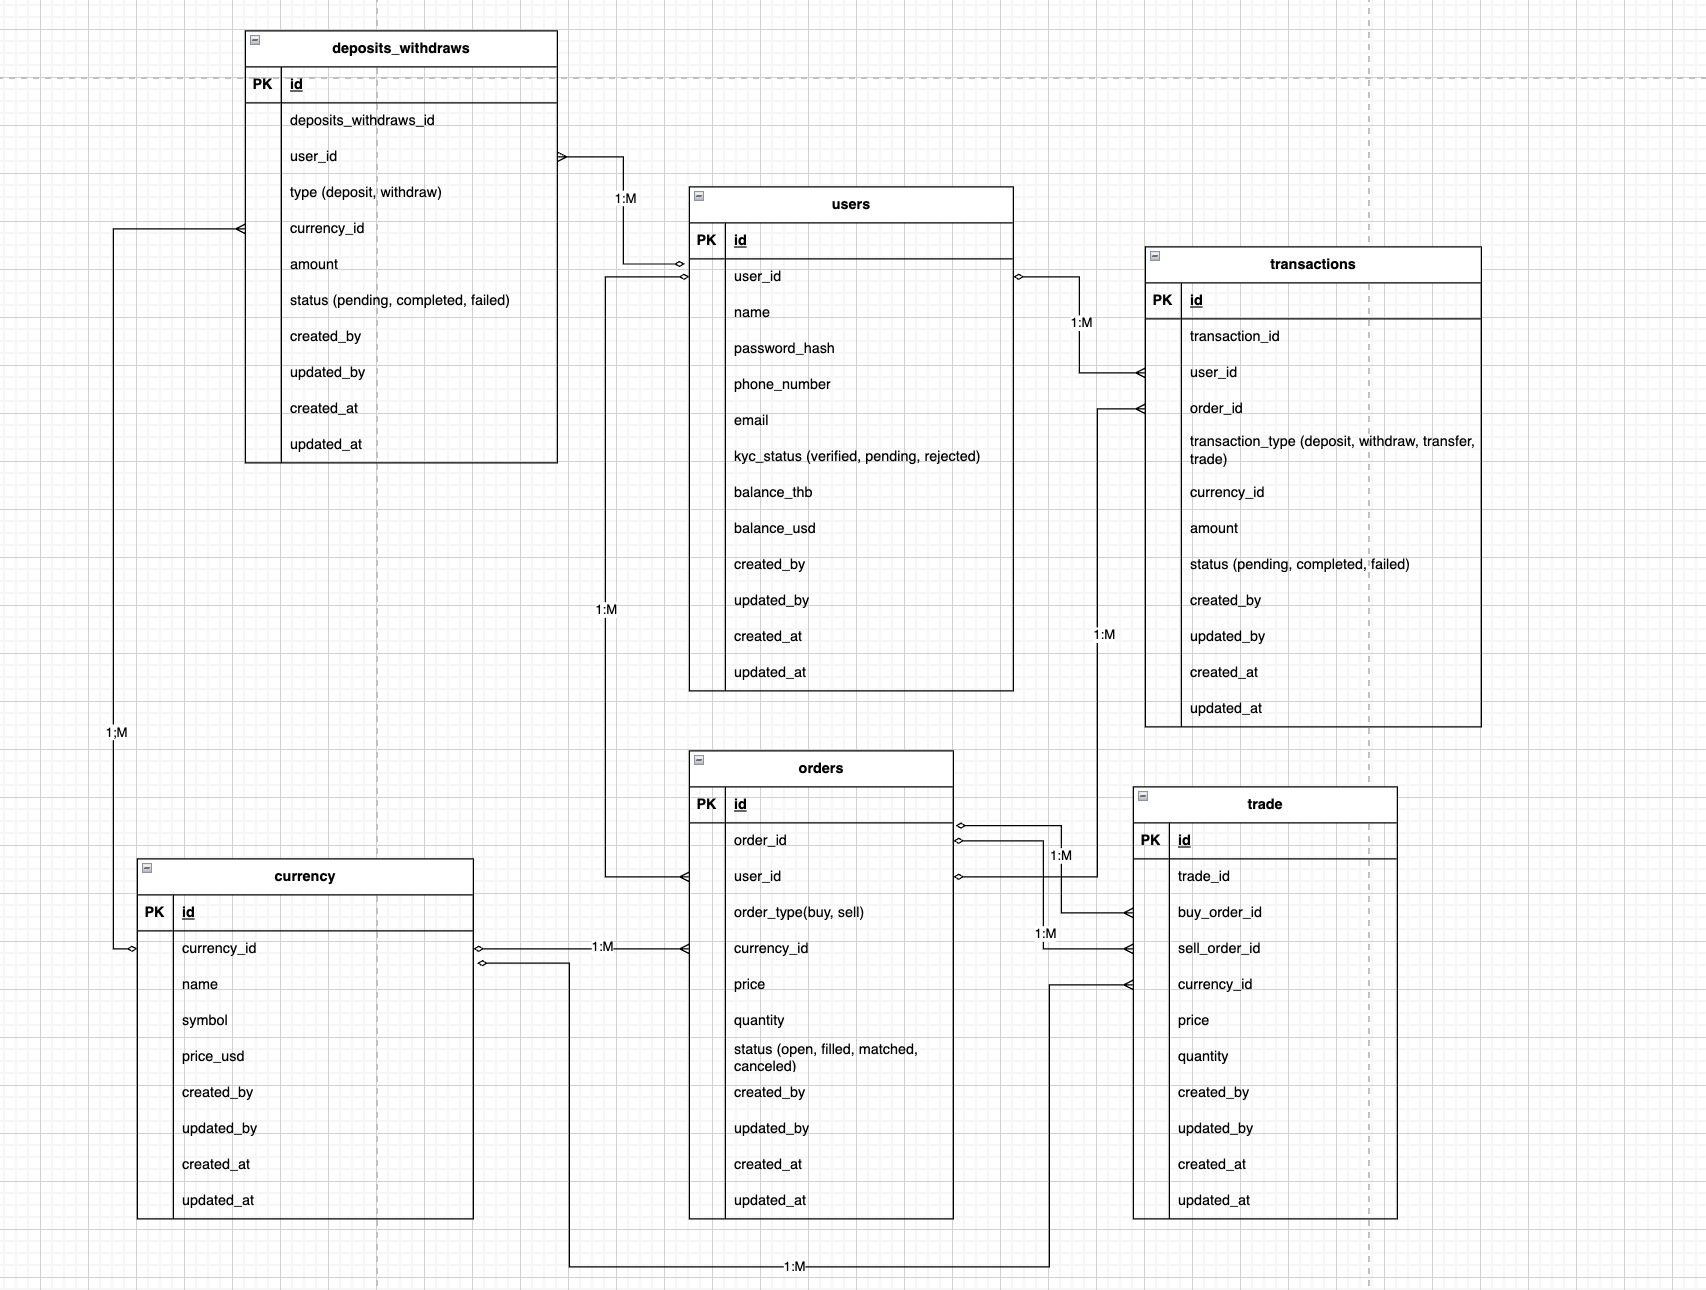 deposits_withdraws
PK id
deposits_withdraws_id
user_id
type (deposit, withdraw)
currency_id
amount
status (pending, completed, failed)
created_by
updated_by
created_at
updated_at
1:M
users
PK id
user_id
name
password_hash
phone_number
email
kyc_status (verified, pending, rejected)
balance_thb
balance_usd
created_by
updated_by
created_at
updated_at
1:M
transactions
PK id
transaction_id
user_id
order_id
transaction_type (deposit, withdraw, transfer,
trade)
currency_id
amount
status (pending, completed, failed)
created_by
updated_by
created_at
updated_at
1:M
1:M
1:M
currency
PK id
currency_id
name
symbol
price_usd
created_by
updated_by
created_at
updated_at
1:M
orders
PK id
order_id
user_id
order_type(buy, sell)
currency_id
price
quantity
status (open, filled, matched,
canceled)
created_by
updated_by
created_at
updated_at
1:M
1:M
trade
PK id
trade_id
buy_order_id
sell_order_id
currency_id
price
quantity
created_by
updated_by
created_at
updated_at
1:M